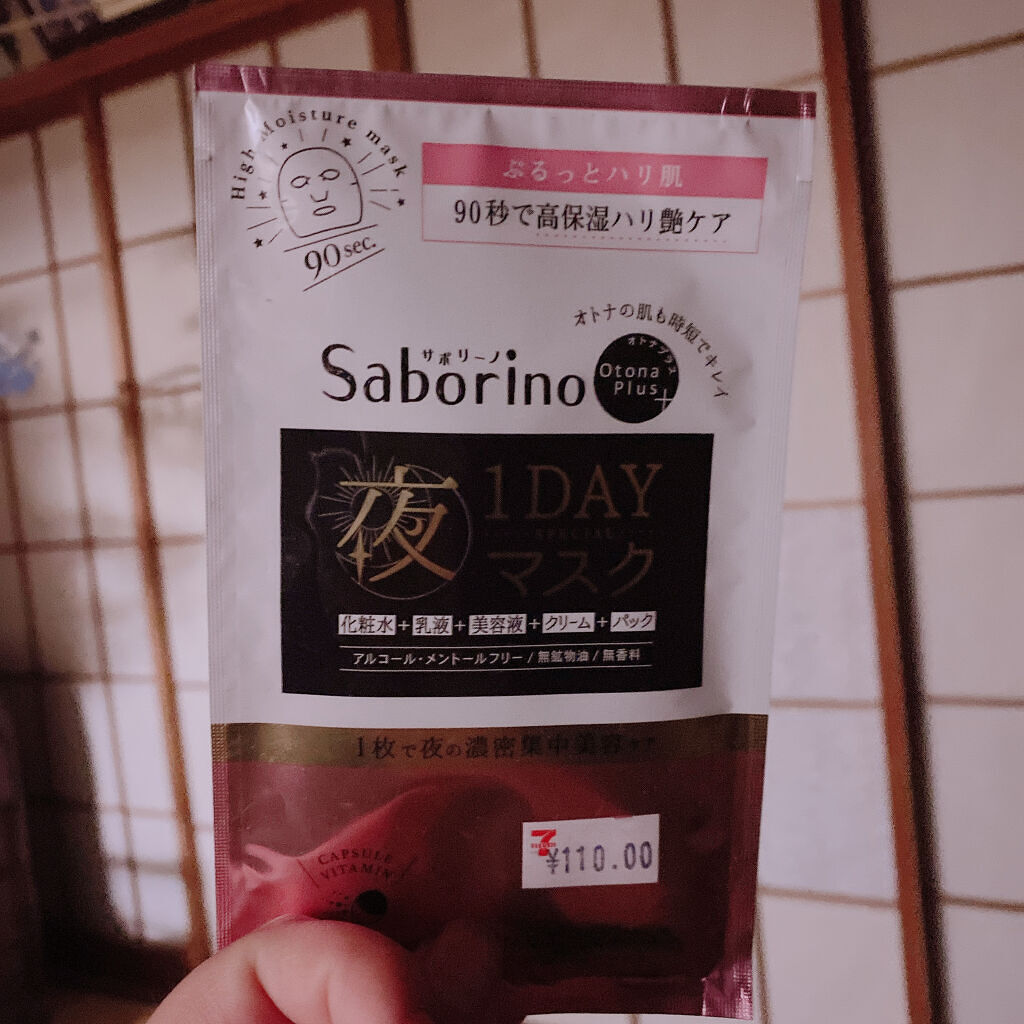 High Moisture mask
90 sec.
ぷるっとハリ肌
90秒で高保湿ハリ艶ケア
オトナの肌も時短でキレイ
サボリーノ
Saborino
オトナプラス
Otona
Plus+
夜
1DAY
SPECIAL
マスク
化粧水+乳液+美容液+クリーム+パック
アルコール・メントールフリー/無鉱物油/無香料
1枚で夜の濃密集中美容ケア
CAPSULE
VITAMIN
7
¥110.00